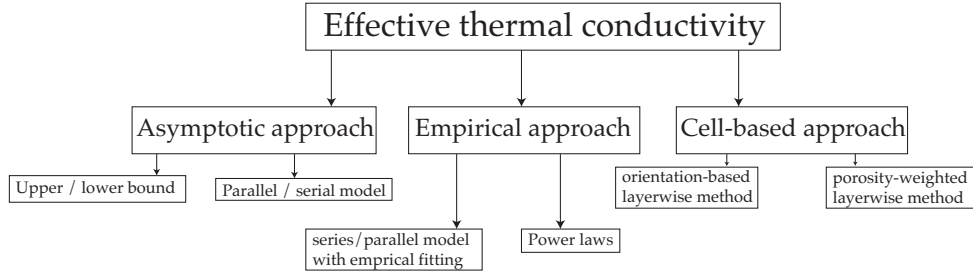 Effective thermal conductivity
Asymptotic approach
Empirical approach
Cell-based approach
Upper / lower bound
Parallel / serial model
orientation-based
layerwise method
porosity-weighted
layerwise method
series/parallel model
with emprical fitting
Power laws